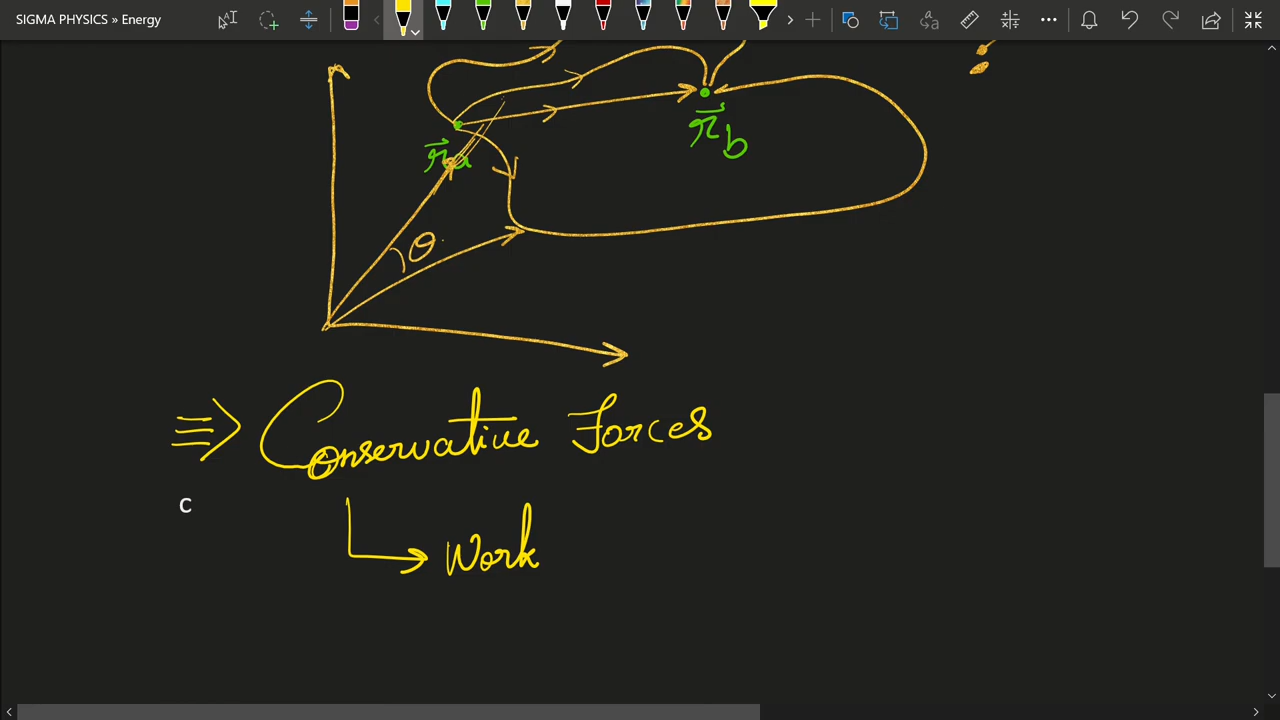 SIGMA PHYSICS » Energy
r⃗a
r⃗b
θ
⇒ Conservative Forces
c
↳ Work